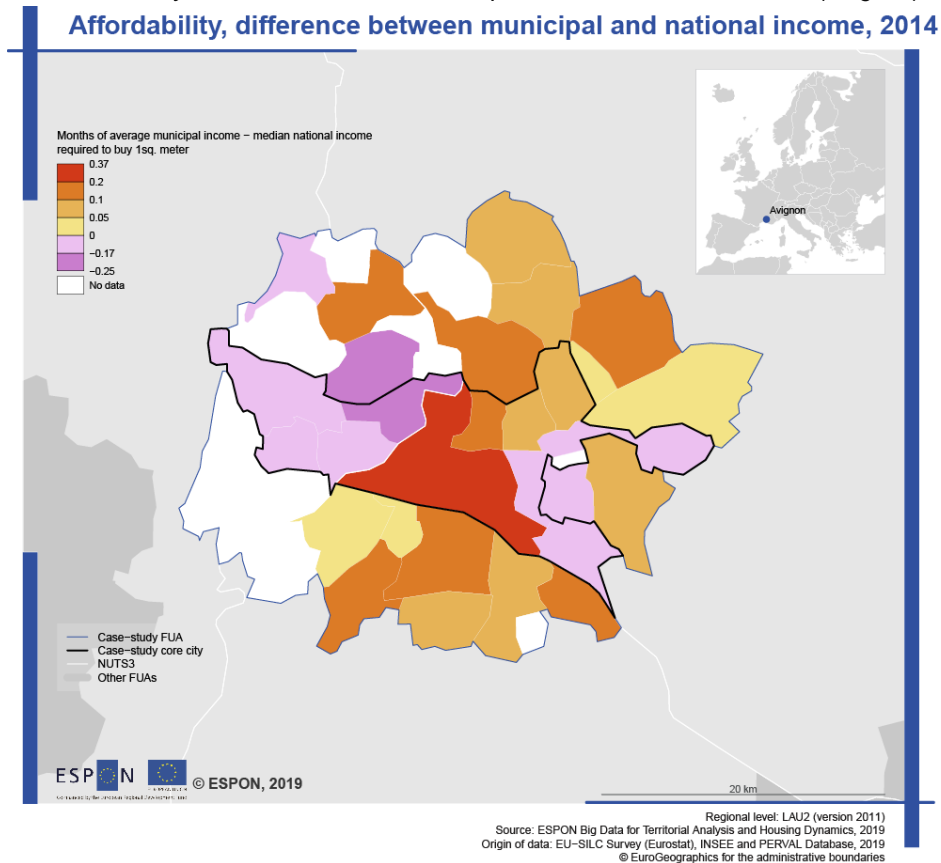 Affordability, difference between municipal and national income, 2014
Months of average municipal income − median national income
required to buy 1sq. meter
0.37
0.2
0.1
0.05
0
−0.17
−0.25
No data
Avignon
Case−study FUA
Case−study core city
NUTS3
Other FUAs
ESPON
© ESPON, 2019
20 km
Regional level: LAU2 (version 2011)
Source: ESPON Big Data for Territorial Analysis and Housing Dynamics, 2019
Origin of data: EU−SILC Survey (Eurostat), INSEE and PERVAL Database, 2019
© EuroGeographics for the administrative boundaries